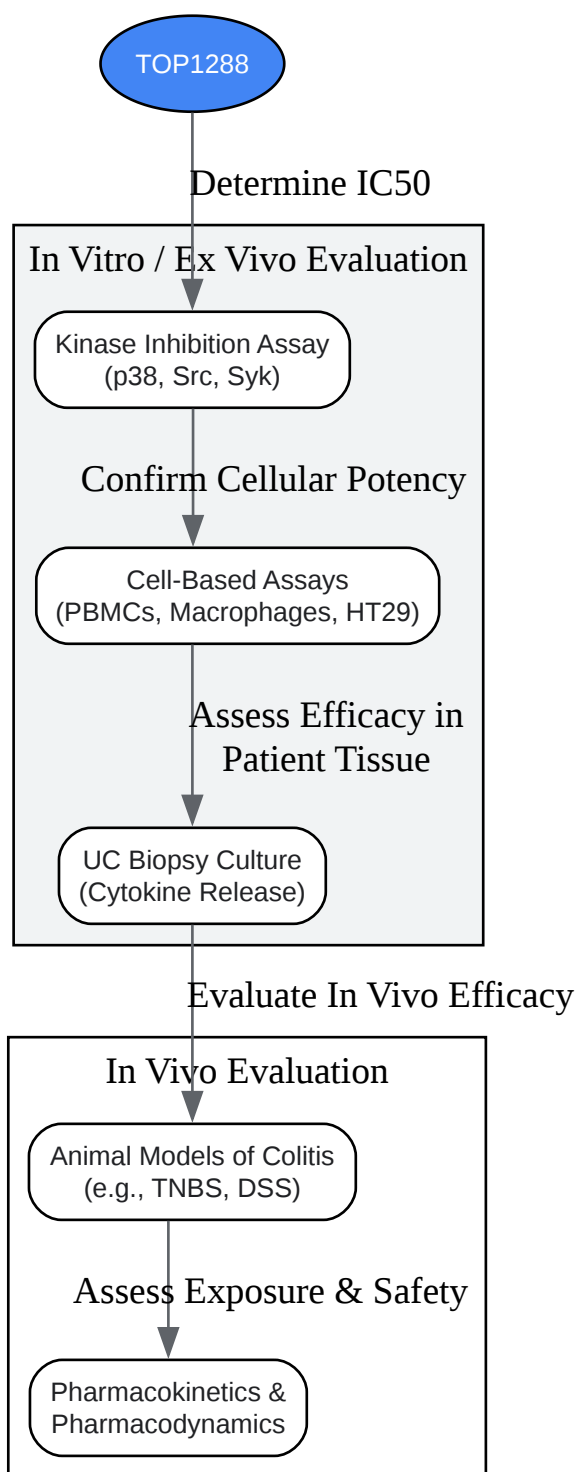 TOP1288
Determine IC50
In Vitro / Ex Vivo Evaluation
Kinase Inhibition Assay
(p38, Src, Syk)
Confirm Cellular Potency
Cell-Based Assays
(PBMCs, Macrophages, HT29)
Assess Efficacy in
Patient Tissue
UC Biopsy Culture
(Cytokine Release)
Evaluate In Vivo Efficacy
In Vivo Evaluation
Animal Models of Colitis
(e.g., TNBS, DSS)
Assess Exposure & Safety
Pharmacokinetics &
Pharmacodynamics